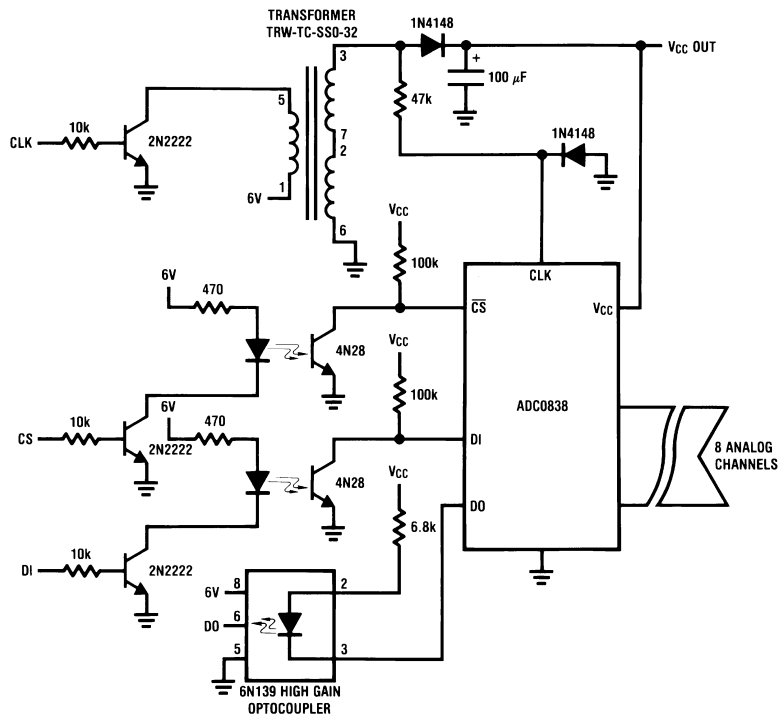 TRANSFORMER
TRW-TC-SS0-32
1N4148
3
VCC OUT
+
100 µF
5
47k
10k
CLK
2N2222
7
2
1N4148
1
6V
6
VCC
100k
CLK
6V
470
CS
VCC
4N28
VCC
100k
ADC0838
10k
6V
470
CS
2N2222
DI
8 ANALOG
CHANNELS
4N28
VCC
DO
6.8k
10k
DI
2N2222
6V
8
2
DO
6
5
3
6N139 HIGH GAIN
OPTOCOUPLER